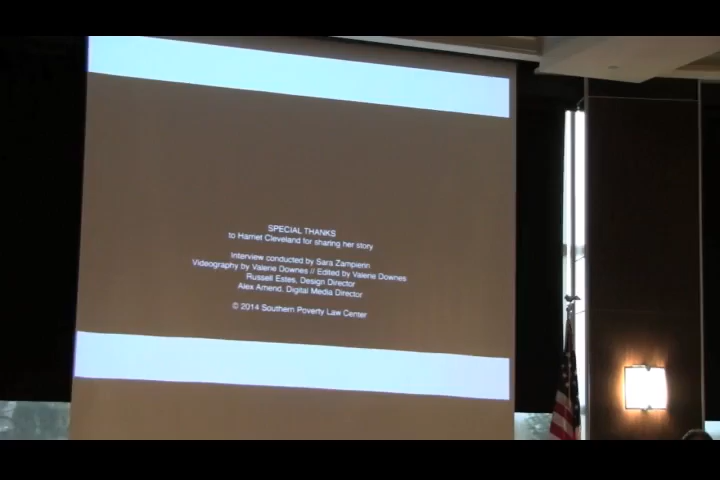 SPECIAL THANKS
to Harriet Cleveland for sharing her story
Interview conducted by Sara Zampierin
Videography by Valerie Downes // Edited by Valerie Downes
Russell Estes, Design Director
Alex Amend, Digital Media Director
© 2014 Southern Poverty Law Center